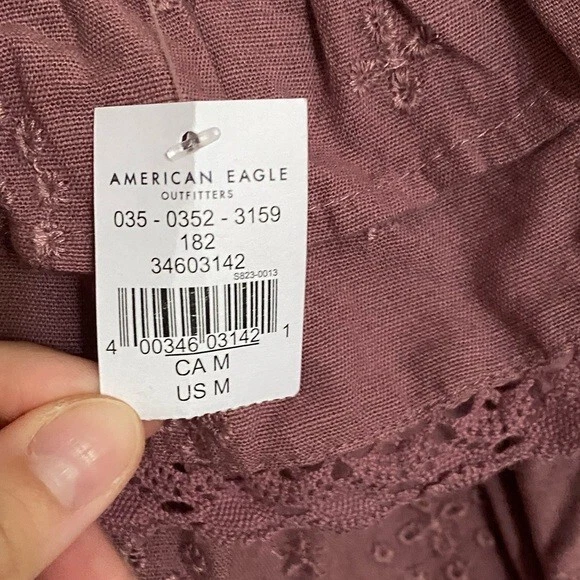 AMERICAN EAGLE
OUTFITTERS
035 - 0352 - 3159
182
34603142
S823-0013
4 00346 03142 1
CA M
US M